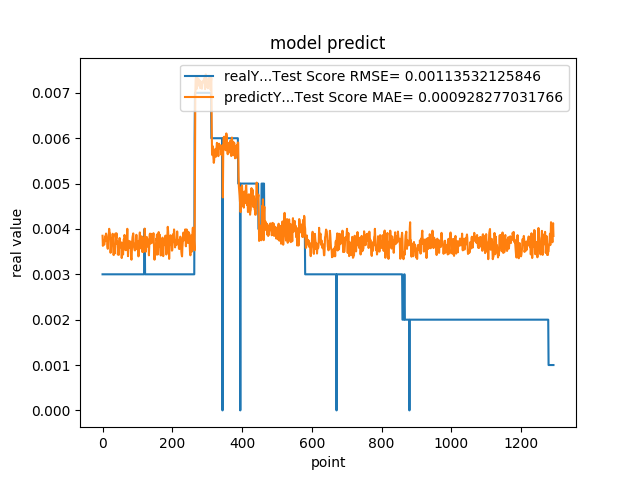 model predict
realY...Test Score RMSE= 0.00113532125846
predictY...Test Score MAE= 0.000928277031766
0.007
0.006
0.005
0.004
0.003
0.002
0.001
0.000
real value
0 200 400 600 800 1000 1200
point